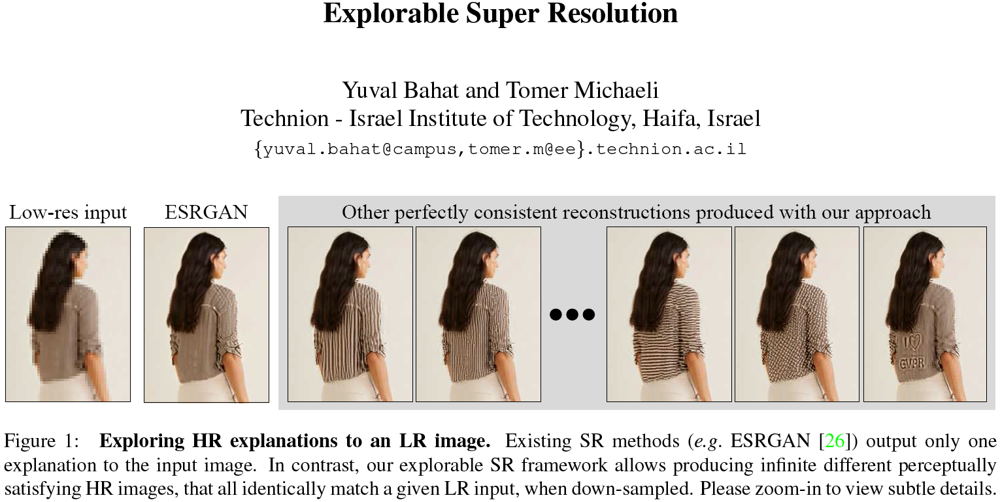 Explorable Super Resolution
Yuval Bahat and Tomer Michaeli
Technion - Israel Institute of Technology, Haifa, Israel
{yuval.bahat@campus,tomer.m@ee}.technion.ac.il
Low-res input
ESRGAN
Other perfectly consistent reconstructions produced with our approach
I♡
GVPR
Figure 1: Exploring HR explanations to an LR image. Existing SR methods (e.g. ESRGAN [26]) output only one
explanation to the input image. In contrast, our explorable SR framework allows producing infinite different perceptually
satisfying HR images, that all identically match a given LR input, when down-sampled. Please zoom-in to view subtle details.